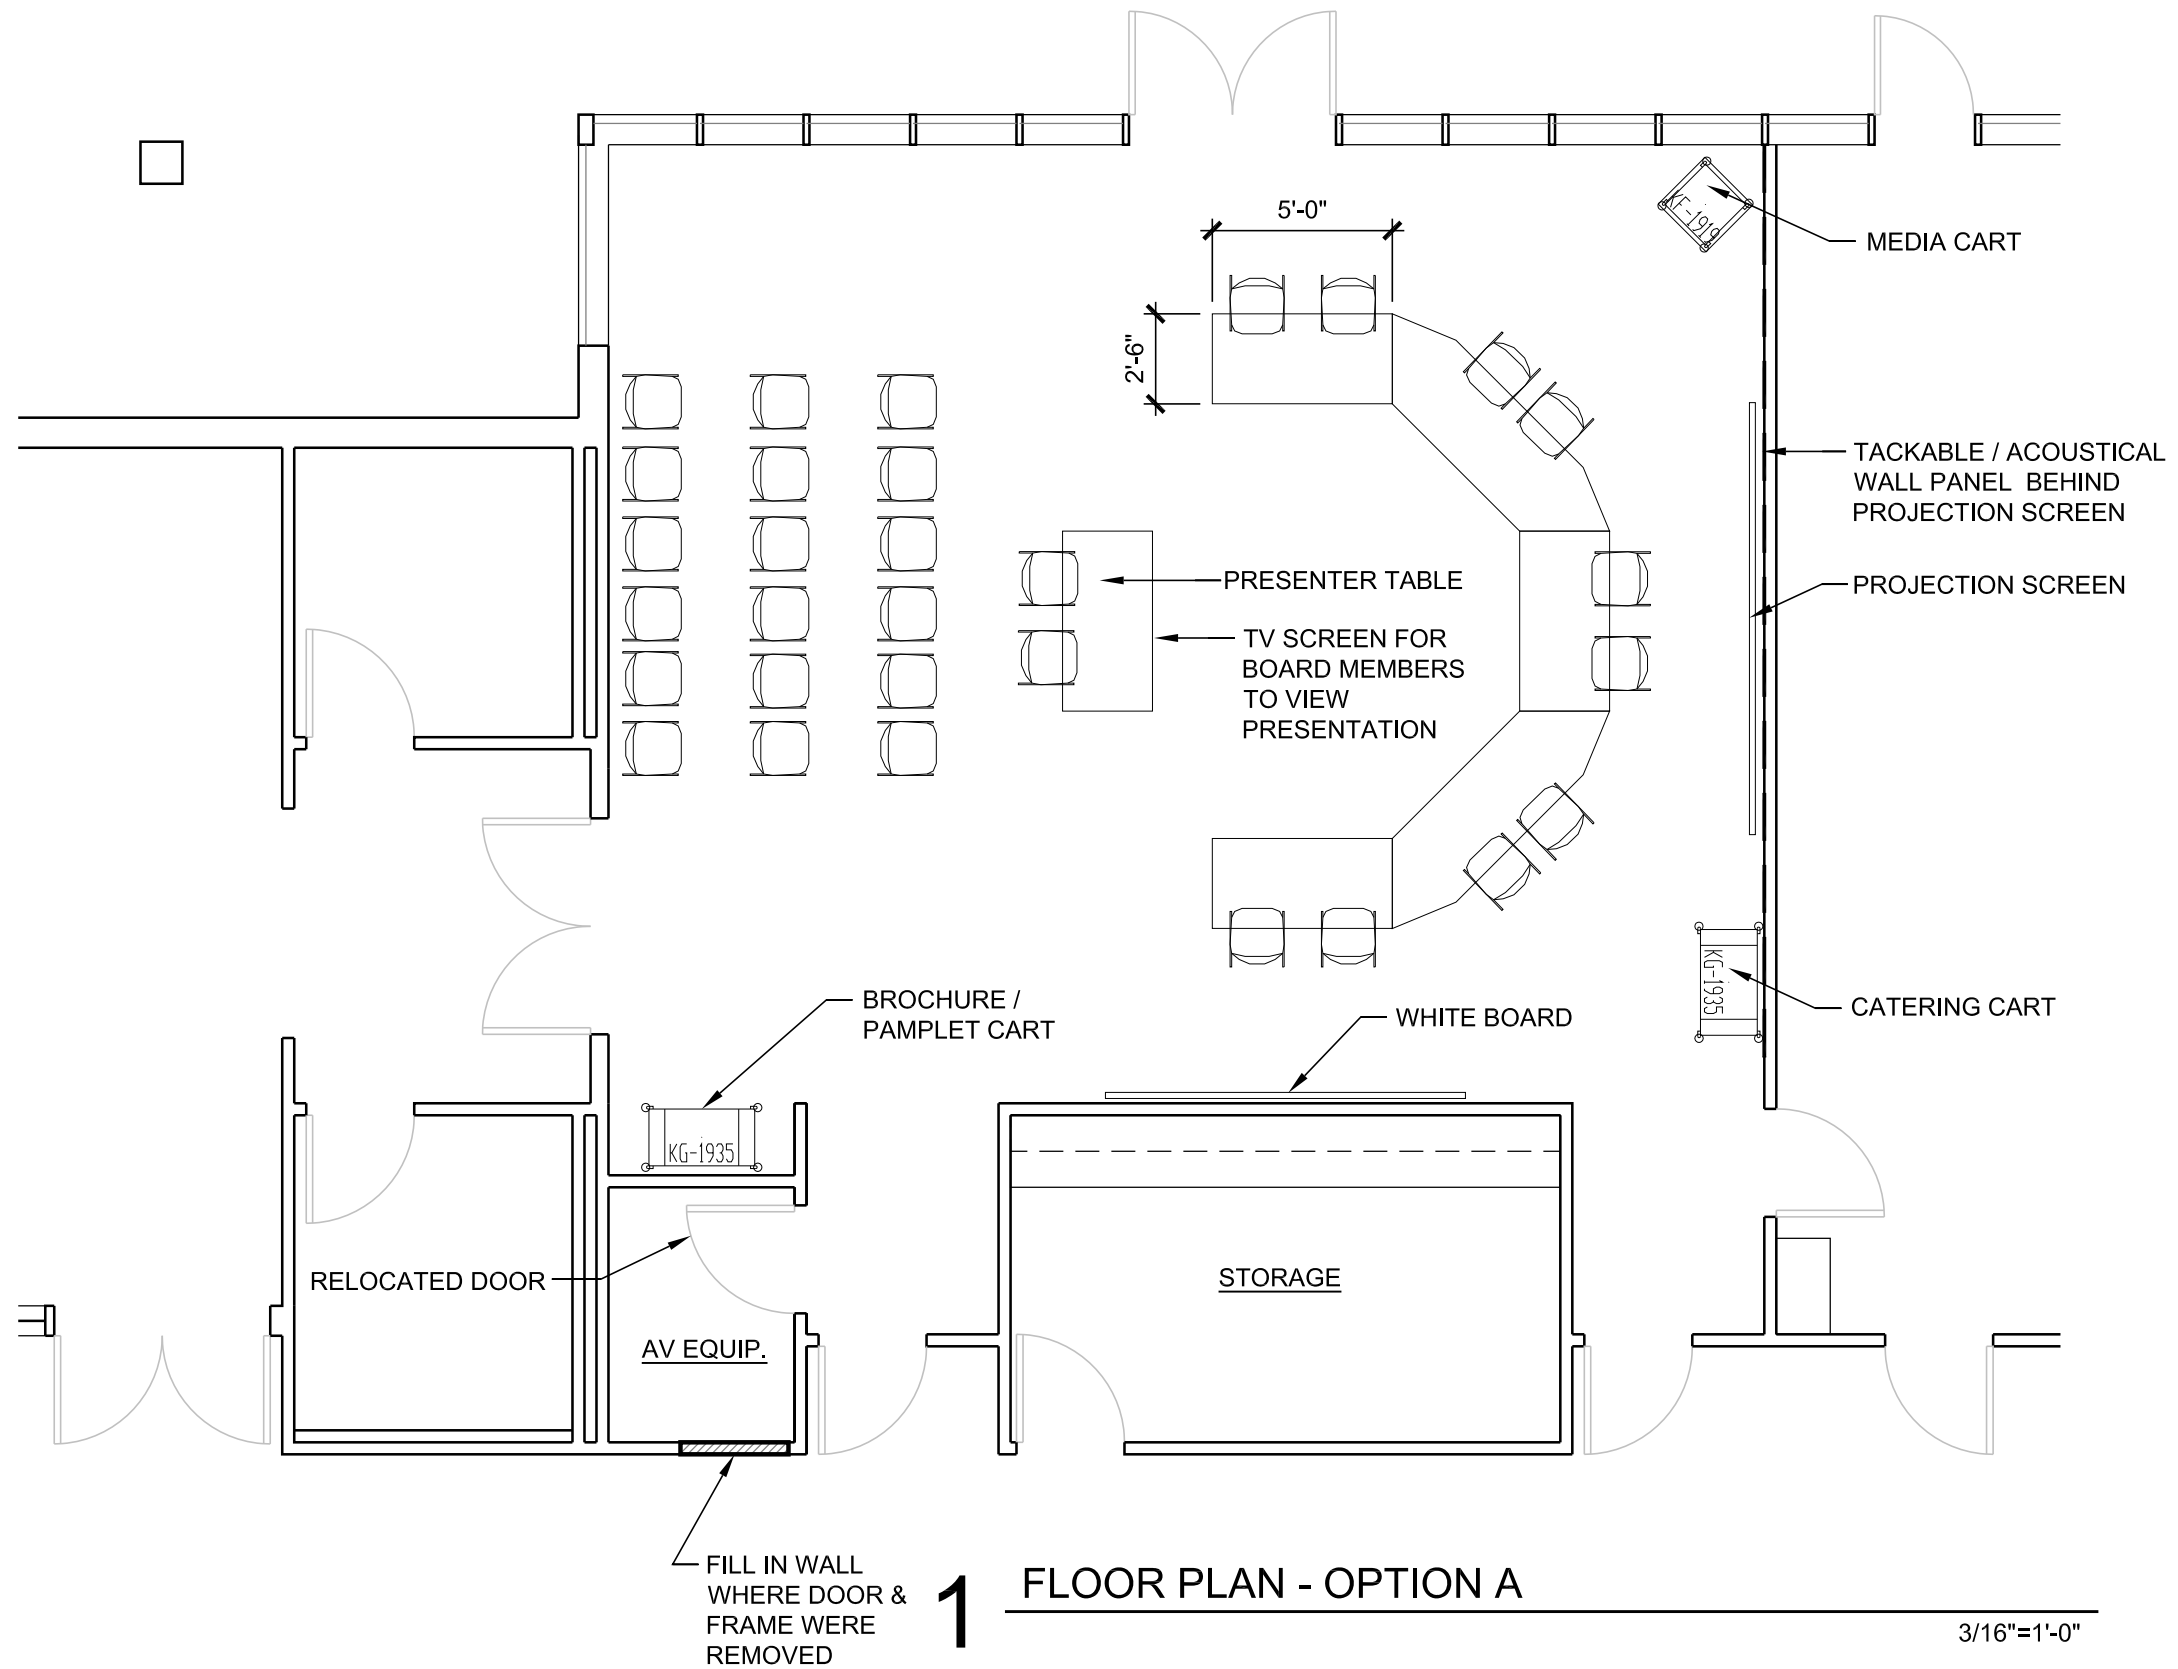 5'-0"
KF-1919
MEDIA CART
2'-6"
TACKABLE / ACOUSTICAL
WALL PANEL BEHIND
PROJECTION SCREEN
PRESENTER TABLE
PROJECTION SCREEN
TV SCREEN FOR
BOARD MEMBERS
TO VIEW
PRESENTATION
BROCHURE /
PAMPLET CART
WHITE BOARD
KG-1935
CATERING CART
KG-1935
RELOCATED DOOR
STORAGE
AV EQUIP.
FILL IN WALL
WHERE DOOR &
FRAME WERE
REMOVED
1
FLOOR PLAN - OPTION A
3/16"=1'-0"